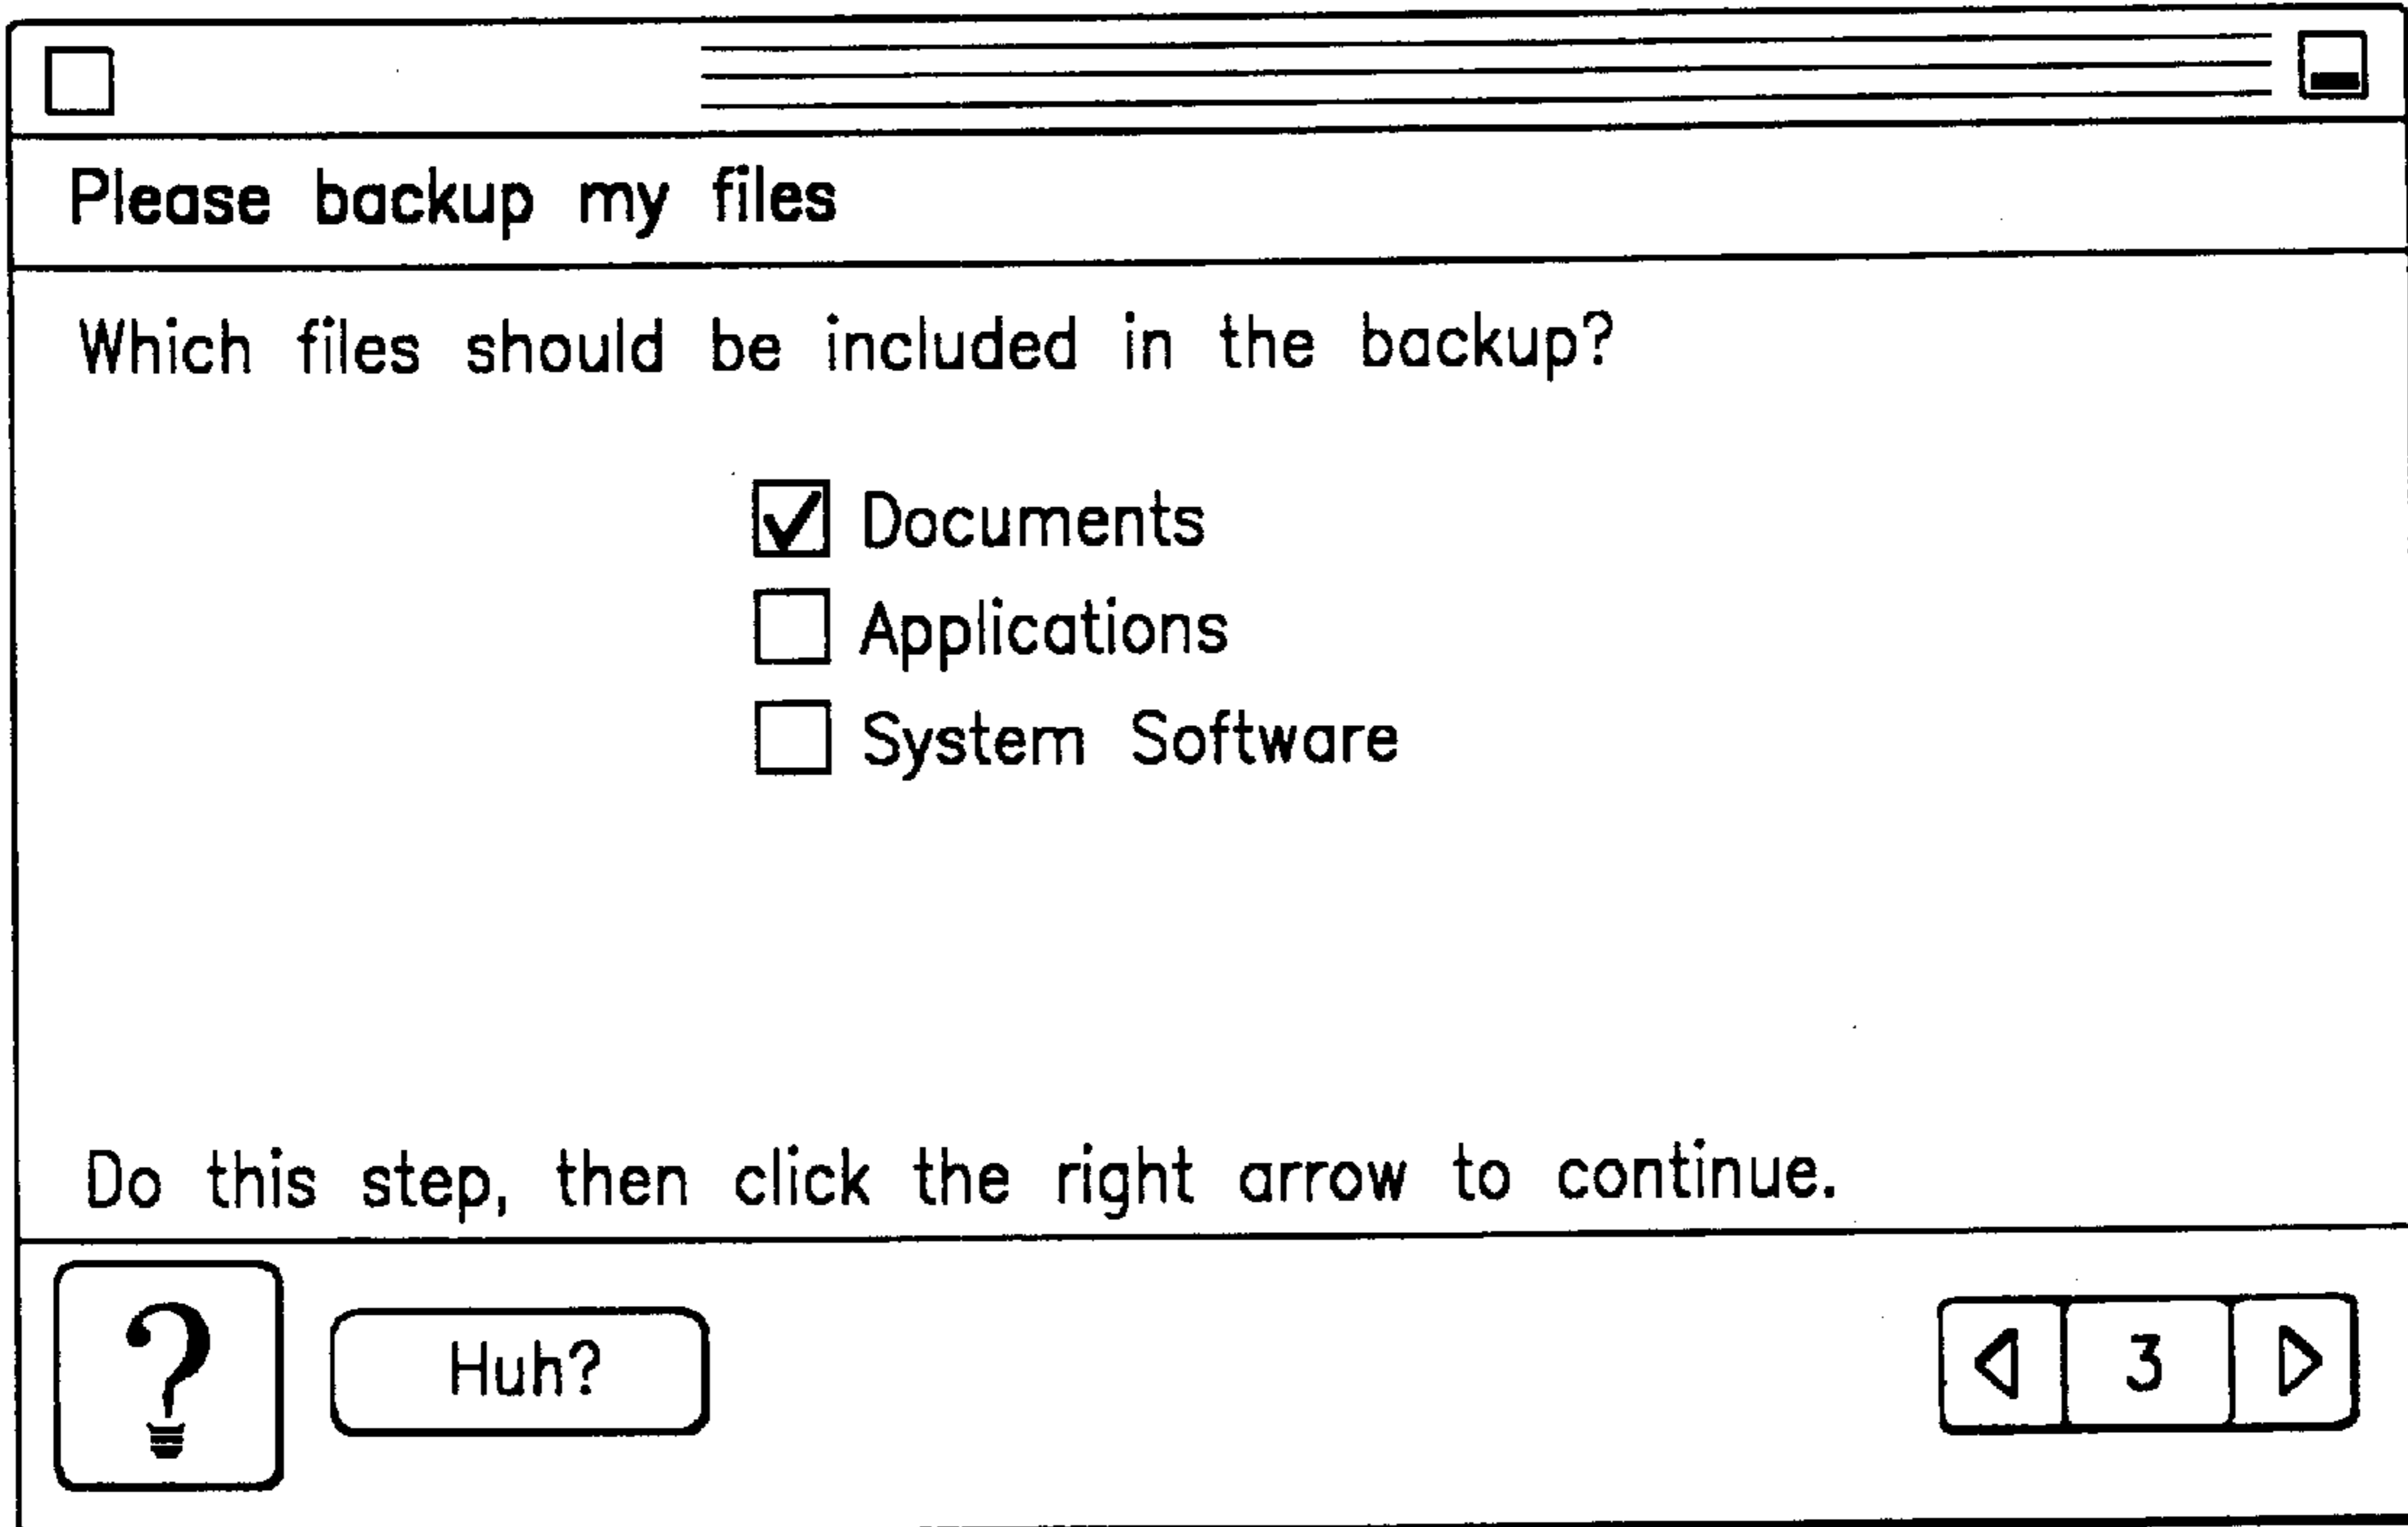 Please backup my files
Which files should be included in the backup?
Documents
Applications
System Software
Do this step, then click the right arrow to continue.
?
Huh?
3